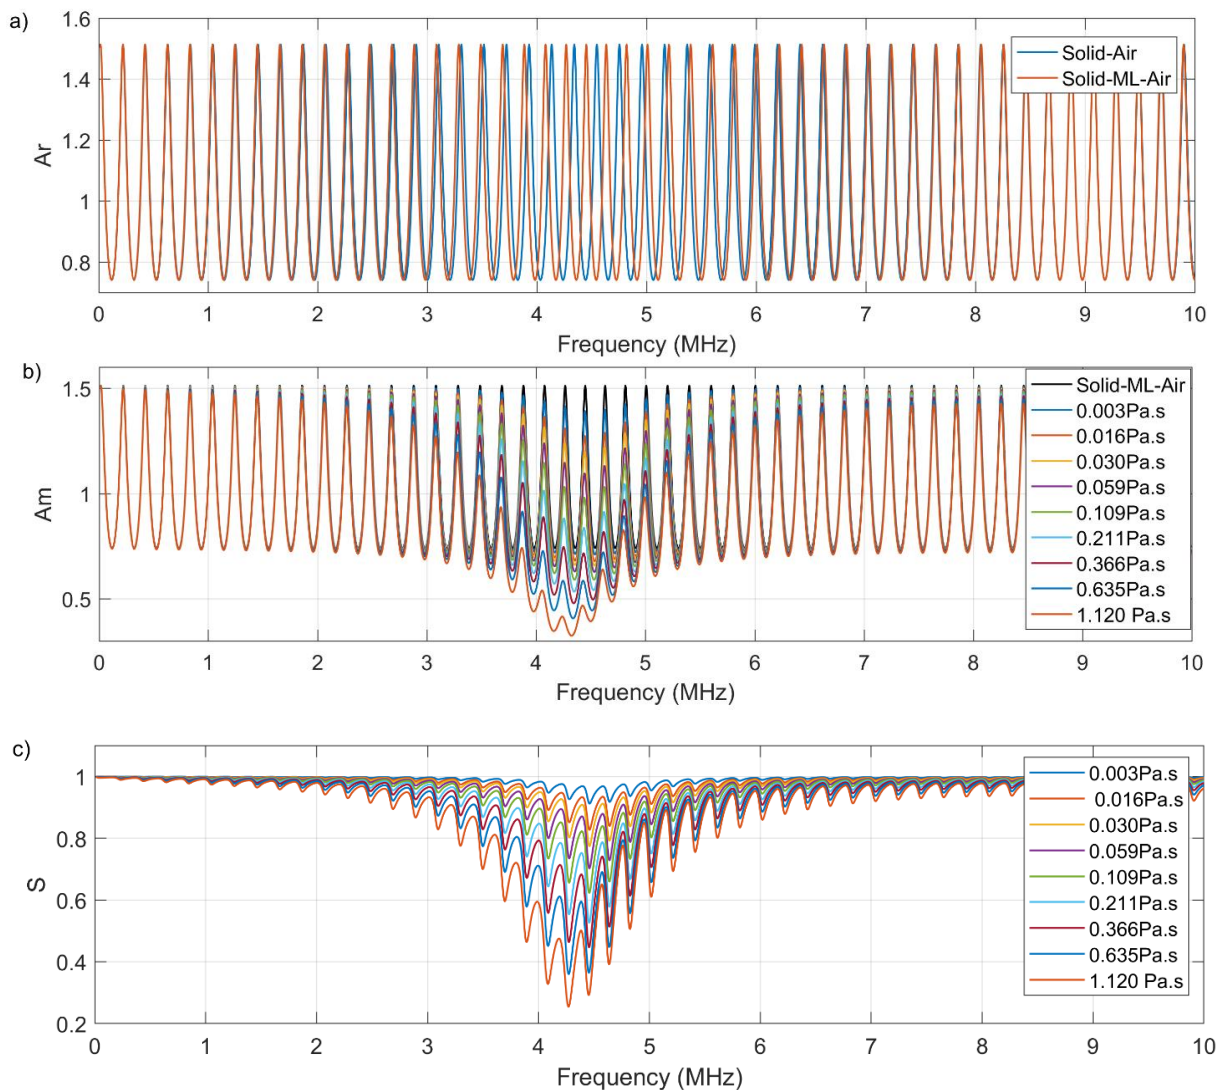 a)
1.6
1.4
1.2
1
0.8
Ar
Solid-Air
Solid-ML-Air
0 1 2 3 4 5 6 7 8 9 10
Frequency (MHz)
b)
1.5
1
0.5
Am
Solid-ML-Air
0.003Pa.s
0.016Pa.s
0.030Pa.s
0.059Pa.s
0.109Pa.s
0.211Pa.s
0.366Pa.s
0.635Pa.s
1.120 Pa.s
0 1 2 3 4 5 6 7 8 9 10
Frequency (MHz)
c)
1
0.8
0.6
0.4
0.2
S
0.003Pa.s
0.016Pa.s
0.030Pa.s
0.059Pa.s
0.109Pa.s
0.211Pa.s
0.366Pa.s
0.635Pa.s
1.120 Pa.s
0 1 2 3 4 5 6 7 8 9 10
Frequency (MHz)